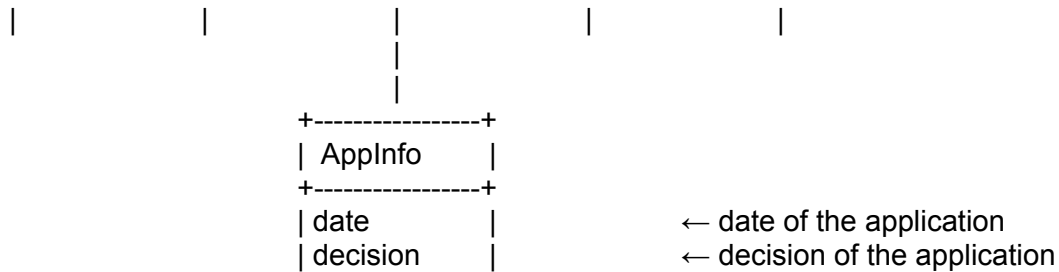 |                       |                       |                       |                       |
|
|
+-----------------+
|  AppInfo        |
+-----------------+
| date               |                       ← date of the application
| decision         |                       ← decision of the application